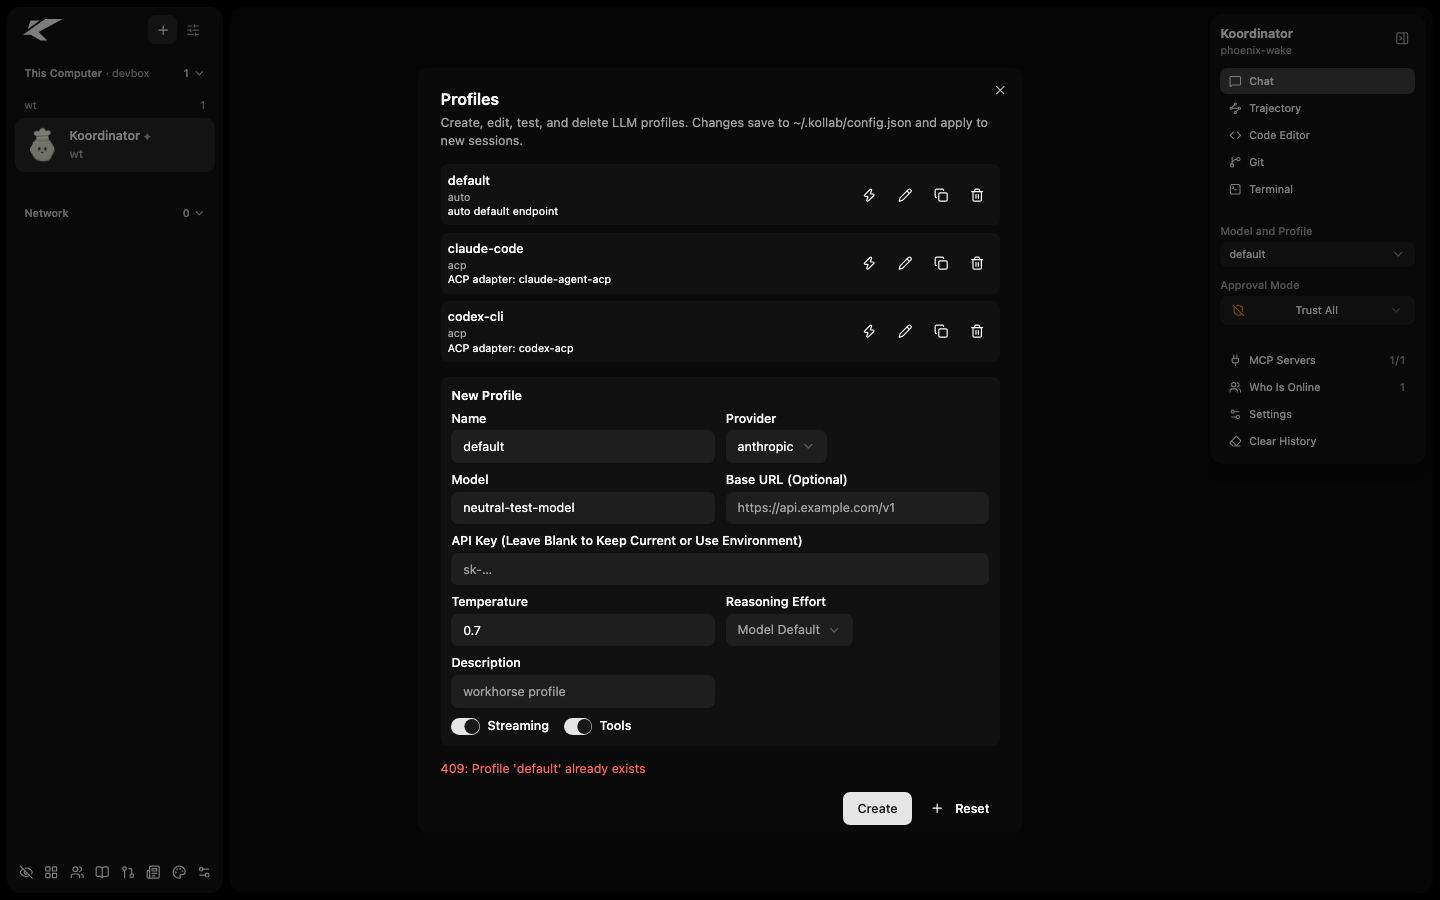 This Computer · devbox 1
wt 1
Koordinator
wt
Network 0
Profiles
Create, edit, test, and delete LLM profiles. Changes save to ~/.kollab/config.json and apply to
new sessions.
default
auto
auto default endpoint
claude-code
acp
ACP adapter: claude-agent-acp
codex-cli
acp
ACP adapter: codex-acp
New Profile
Name Provider
default anthropic
Model Base URL (Optional)
neutral-test-model https://api.example.com/v1
API Key (Leave Blank to Keep Current or Use Environment)
sk-...
Temperature Reasoning Effort
0.7 Model Default
Description
workhorse profile
Streaming Tools
409: Profile 'default' already exists
Create Reset
Koordinator
phoenix-wake
Chat
Trajectory
Code Editor
Git
Terminal
Model and Profile
default
Approval Mode
Trust All
MCP Servers 1/1
Who Is Online 1
Settings
Clear History